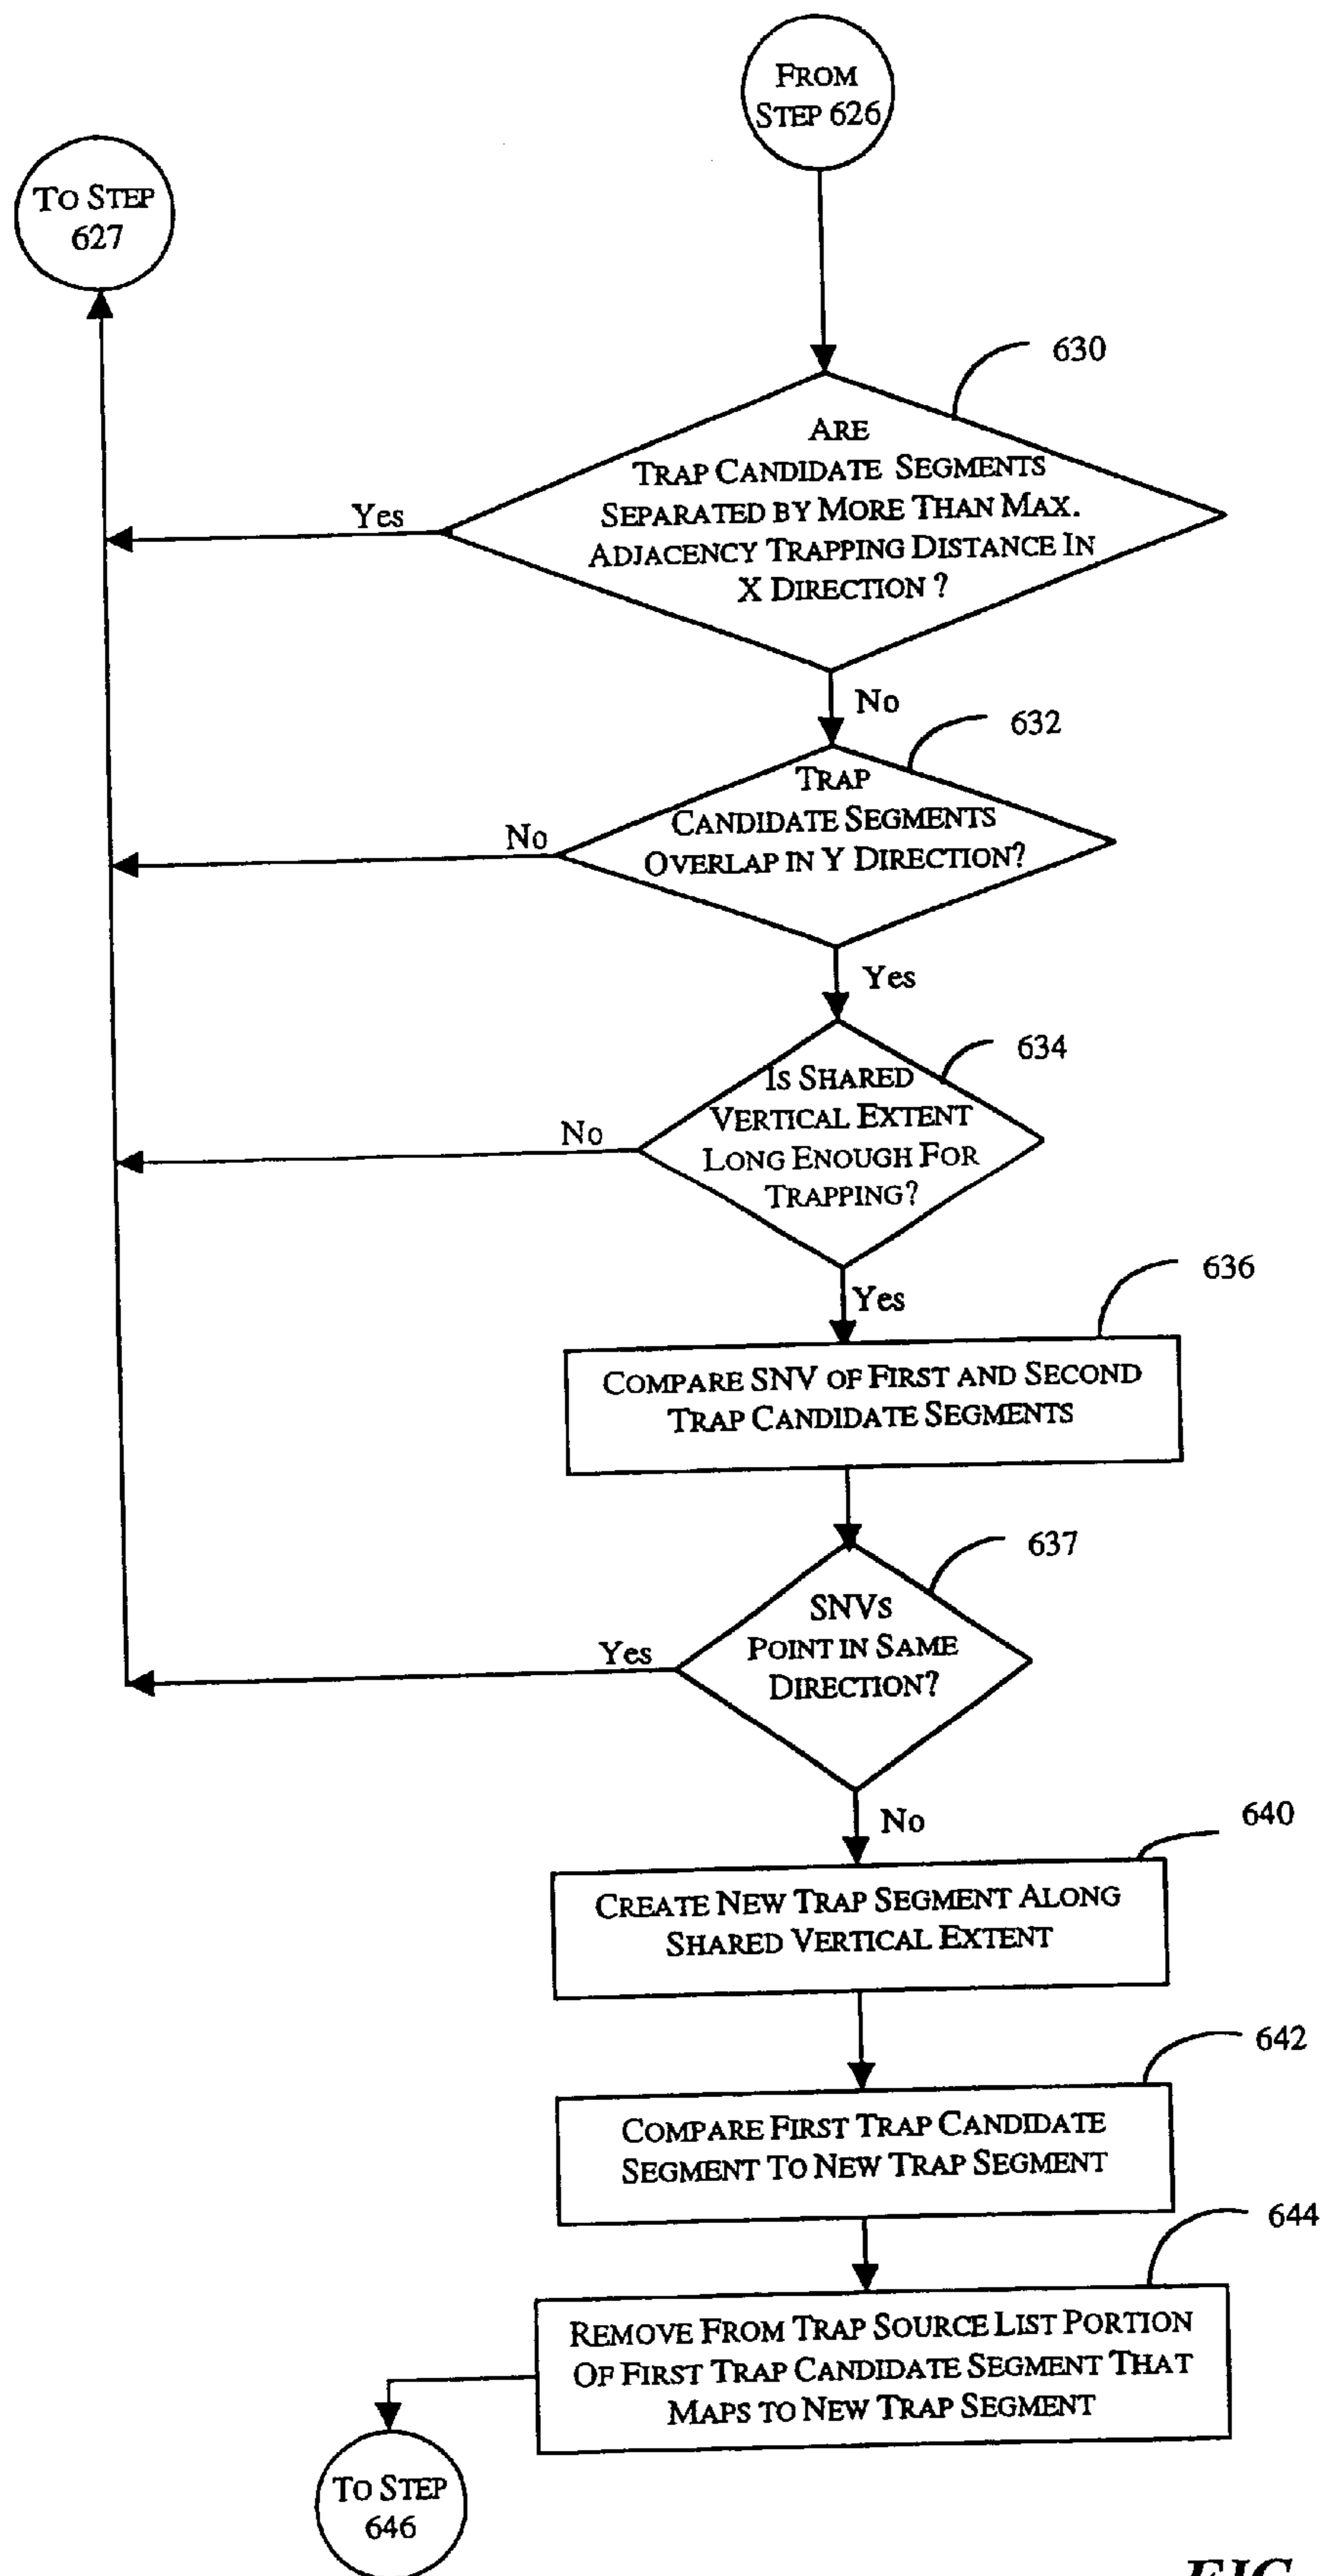 FROM
STEP 626
TO STEP
627
630
ARE
TRAP CANDIDATE SEGMENTS
SEPARATED BY MORE THAN MAX.
ADJACENCY TRAPPING DISTANCE IN
X DIRECTION ?
Yes
No
632
TRAP
CANDIDATE SEGMENTS
OVERLAP IN Y DIRECTION?
No
Yes
634
IS SHARED
VERTICAL EXTENT
LONG ENOUGH FOR
TRAPPING?
No
Yes
636
COMPARE SNV OF FIRST AND SECOND
TRAP CANDIDATE SEGMENTS
637
SNVS
POINT IN SAME
DIRECTION?
Yes
No
640
CREATE NEW TRAP SEGMENT ALONG
SHARED VERTICAL EXTENT
642
COMPARE FIRST TRAP CANDIDATE
SEGMENT TO NEW TRAP SEGMENT
644
REMOVE FROM TRAP SOURCE LIST PORTION
OF FIRST TRAP CANDIDATE SEGMENT THAT
MAPS TO NEW TRAP SEGMENT
TO STEP
646